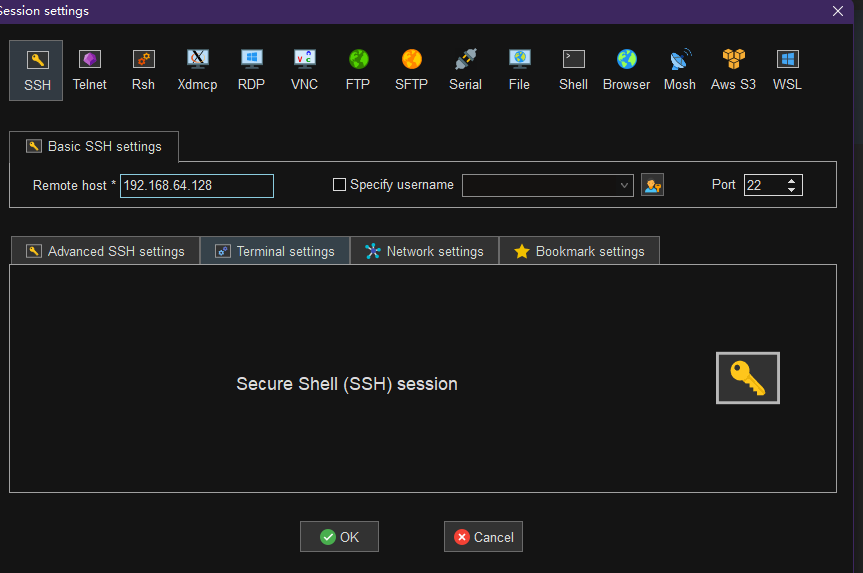 Session settings
SSH Telnet Rsh Xdmcp RDP VNC FTP SFTP Serial File Shell Browser Mosh Aws S3 WSL
Basic SSH settings
Remote host * 192.168.64.128 Specify username Port 22
Advanced SSH settings Terminal settings Network settings Bookmark settings
Secure Shell (SSH) session
OK Cancel